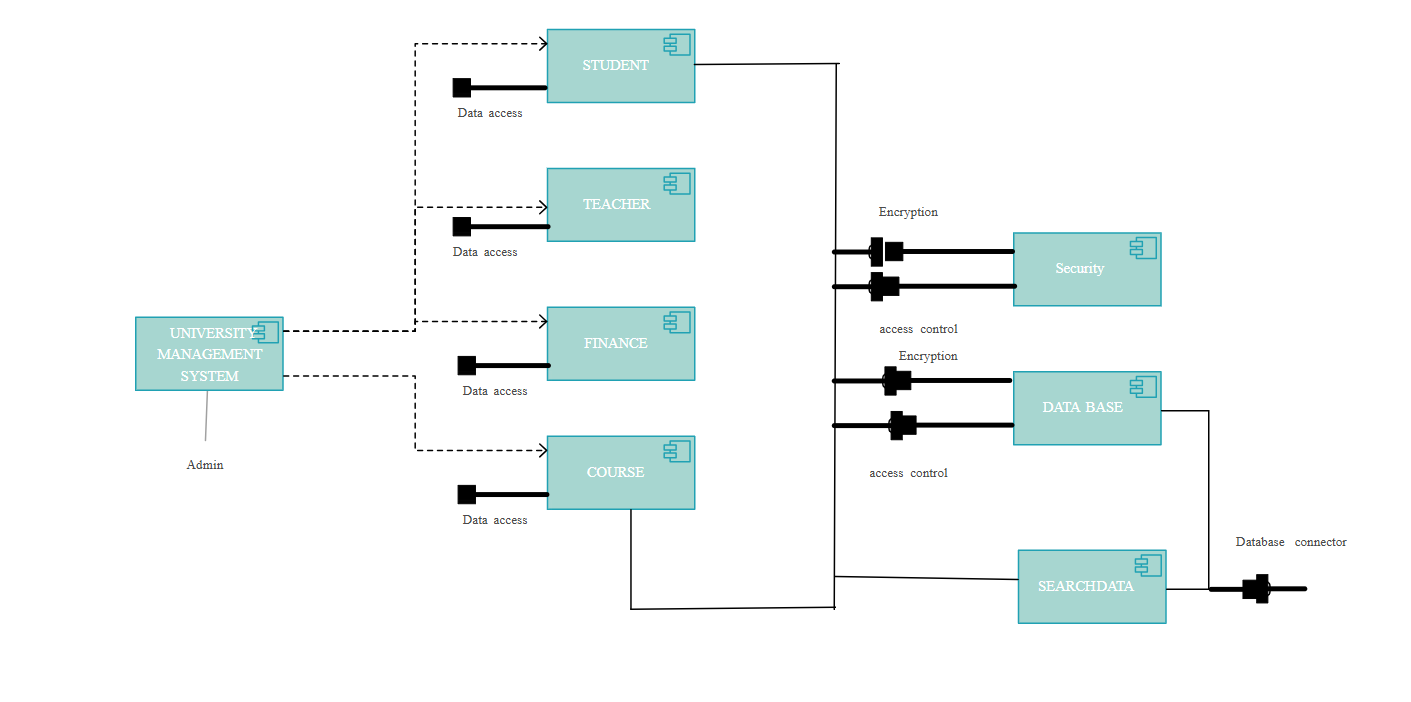 STUDENT
Data access
TEACHER
Data access
Encryption
Security
access control
UNIVERSITY
MANAGEMENT
SYSTEM
FINANCE
Data access
Encryption
DATA BASE
access control
Admin
COURSE
Data access
Database connector
SEARCHDATA